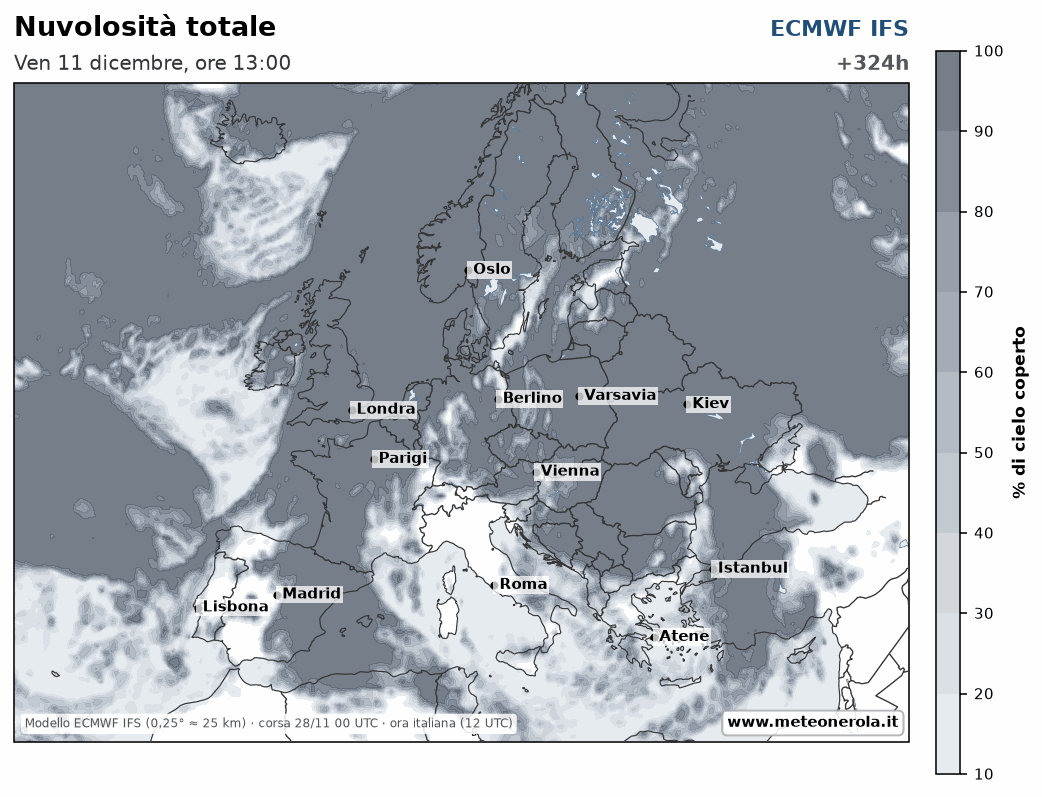 Nuvolosità totale
ECMWF IFS
Ven 11 dicembre, ore 13:00
+324h
100
90
80
70
60
50
40
30
20
10
% di cielo coperto
Oslo
Berlino
Varsavia
Kiev
Londra
Parigi
Vienna
Istanbul
Roma
Madrid
Lisbona
Atene
Modello ECMWF IFS (0,25° ≈ 25 km) · corsa 28/11 00 UTC · ora italiana (12 UTC)
www.meteonerola.it